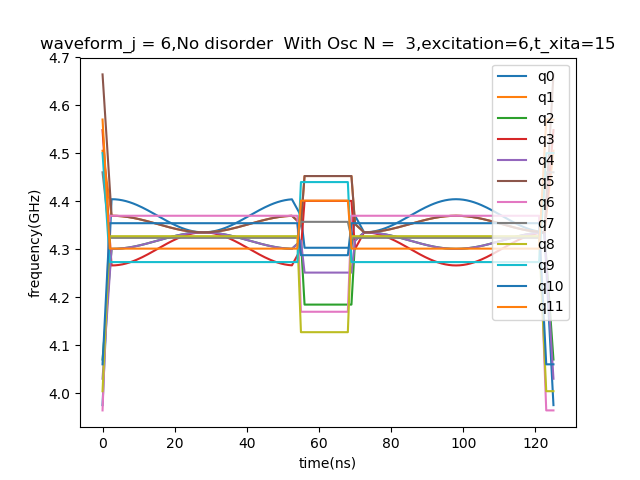 waveform_j = 6,No disorder  With Osc N =  3,excitation=6,t_xita=15
4.7
4.6
4.5
4.4
4.3
4.2
4.1
4.0
frequency(GHz)
q0
q1
q2
q3
q4
q5
q6
q7
q8
q9
q10
q11
0
20
40
60
80
100
120
time(ns)